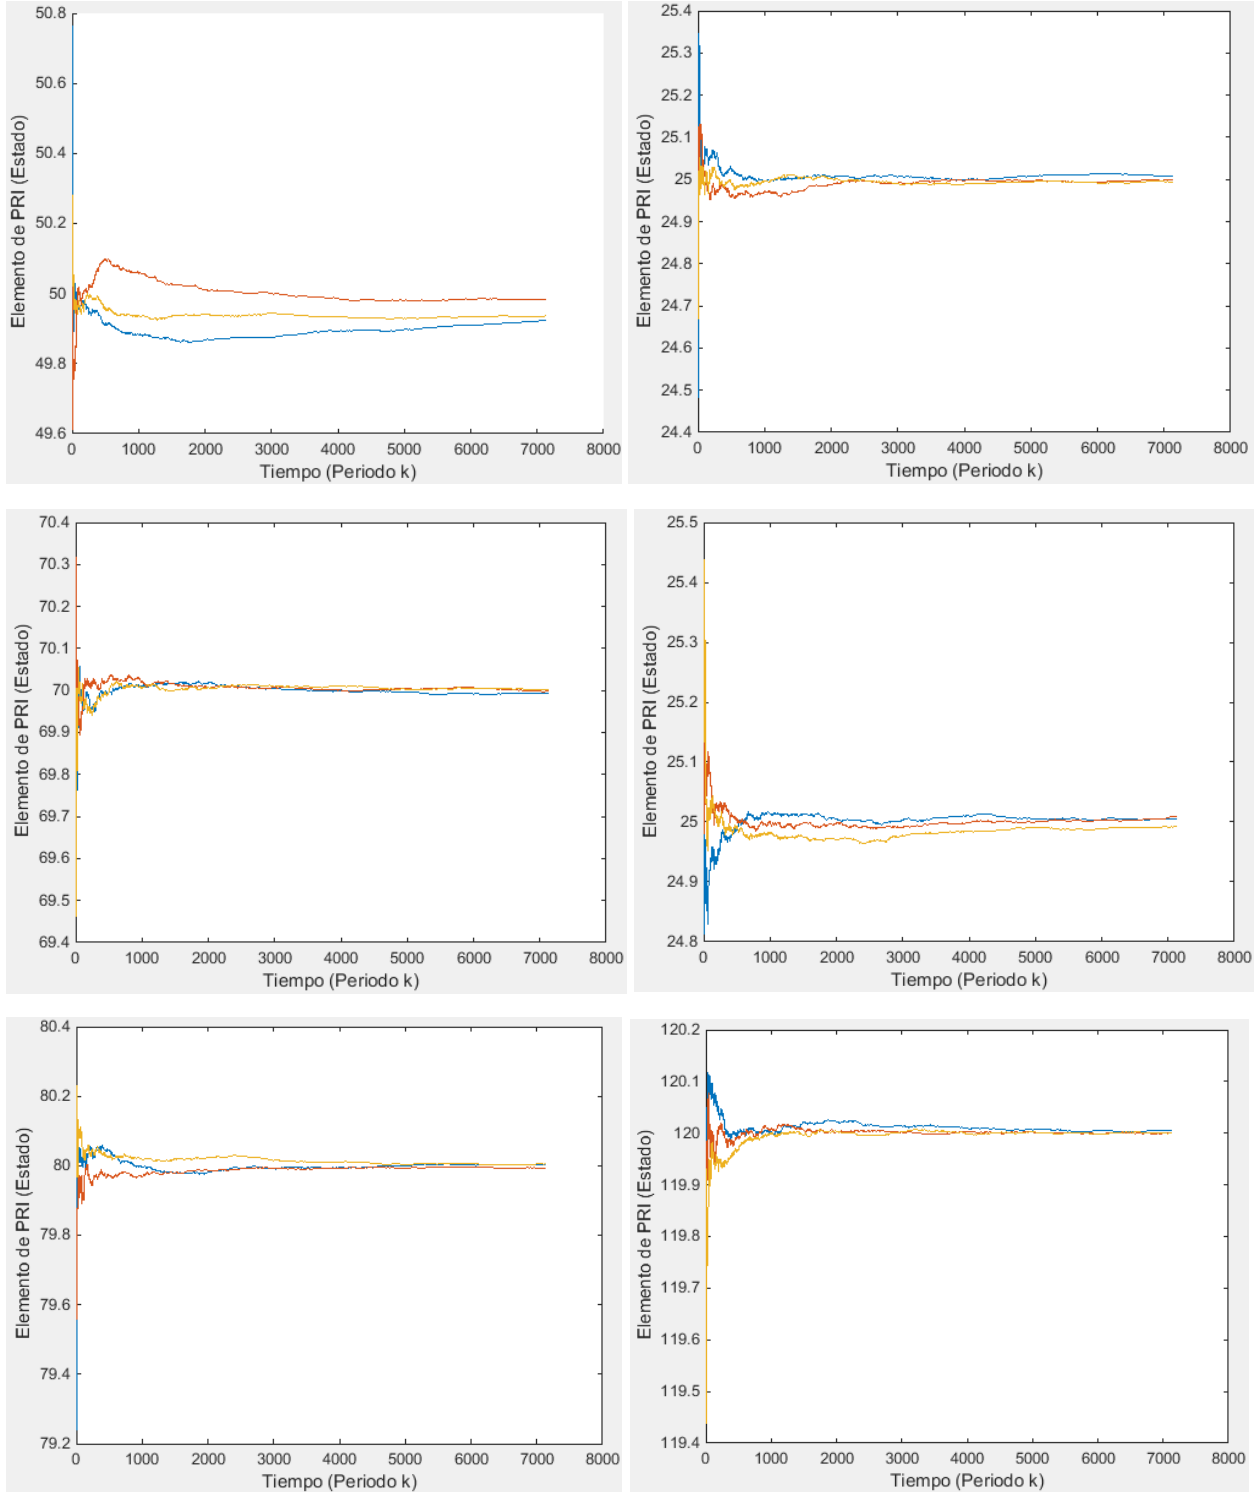 50.8
50.6
50.4
50.2
50
49.8
49.6
0 1000 2000 3000 4000 5000 6000 7000 8000
Tiempo (Periodo k)
Elemento de PRI (Estado)
25.4
25.3
25.2
25.1
25
24.9
24.8
24.7
24.6
24.5
24.4
0 1000 2000 3000 4000 5000 6000 7000 8000
Tiempo (Periodo k)
Elemento de PRI (Estado)
70.4
70.3
70.2
70.1
70
69.9
69.8
69.7
69.6
69.5
69.4
0 1000 2000 3000 4000 5000 6000 7000 8000
Tiempo (Periodo k)
Elemento de PRI (Estado)
25.5
25.4
25.3
25.2
25.1
25
24.9
24.8
0 1000 2000 3000 4000 5000 6000 7000 8000
Tiempo (Periodo k)
Elemento de PRI (Estado)
80.4
80.2
80
79.8
79.6
79.4
79.2
0 1000 2000 3000 4000 5000 6000 7000 8000
Tiempo (Periodo k)
Elemento de PRI (Estado)
120.2
120.1
120
119.9
119.8
119.7
119.6
119.5
119.4
0 1000 2000 3000 4000 5000 6000 7000 8000
Tiempo (Periodo k)
Elemento de PRI (Estado)